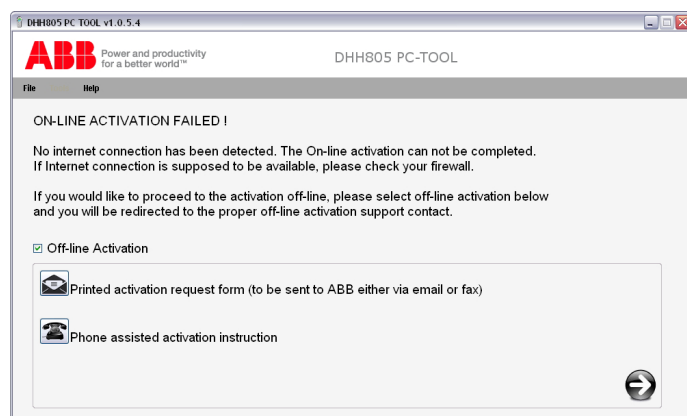 DHH805 PC TOOL v1.0.5.4
ABB
Power and productivity
for a better world™
DHH805 PC-TOOL
File
Help
ON-LINE ACTIVATION FAILED !
No internet connection has been detected. The On-line activation can not be completed.
If Internet connection is supposed to be available, please check your firewall.
If you would like to proceed to the activation off-line, please select off-line activation below
and you will be redirected to the proper off-line activation support contact.
Off-line Activation
Printed activation request form (to be sent to ABB either via email or fax)
Phone assisted activation instruction